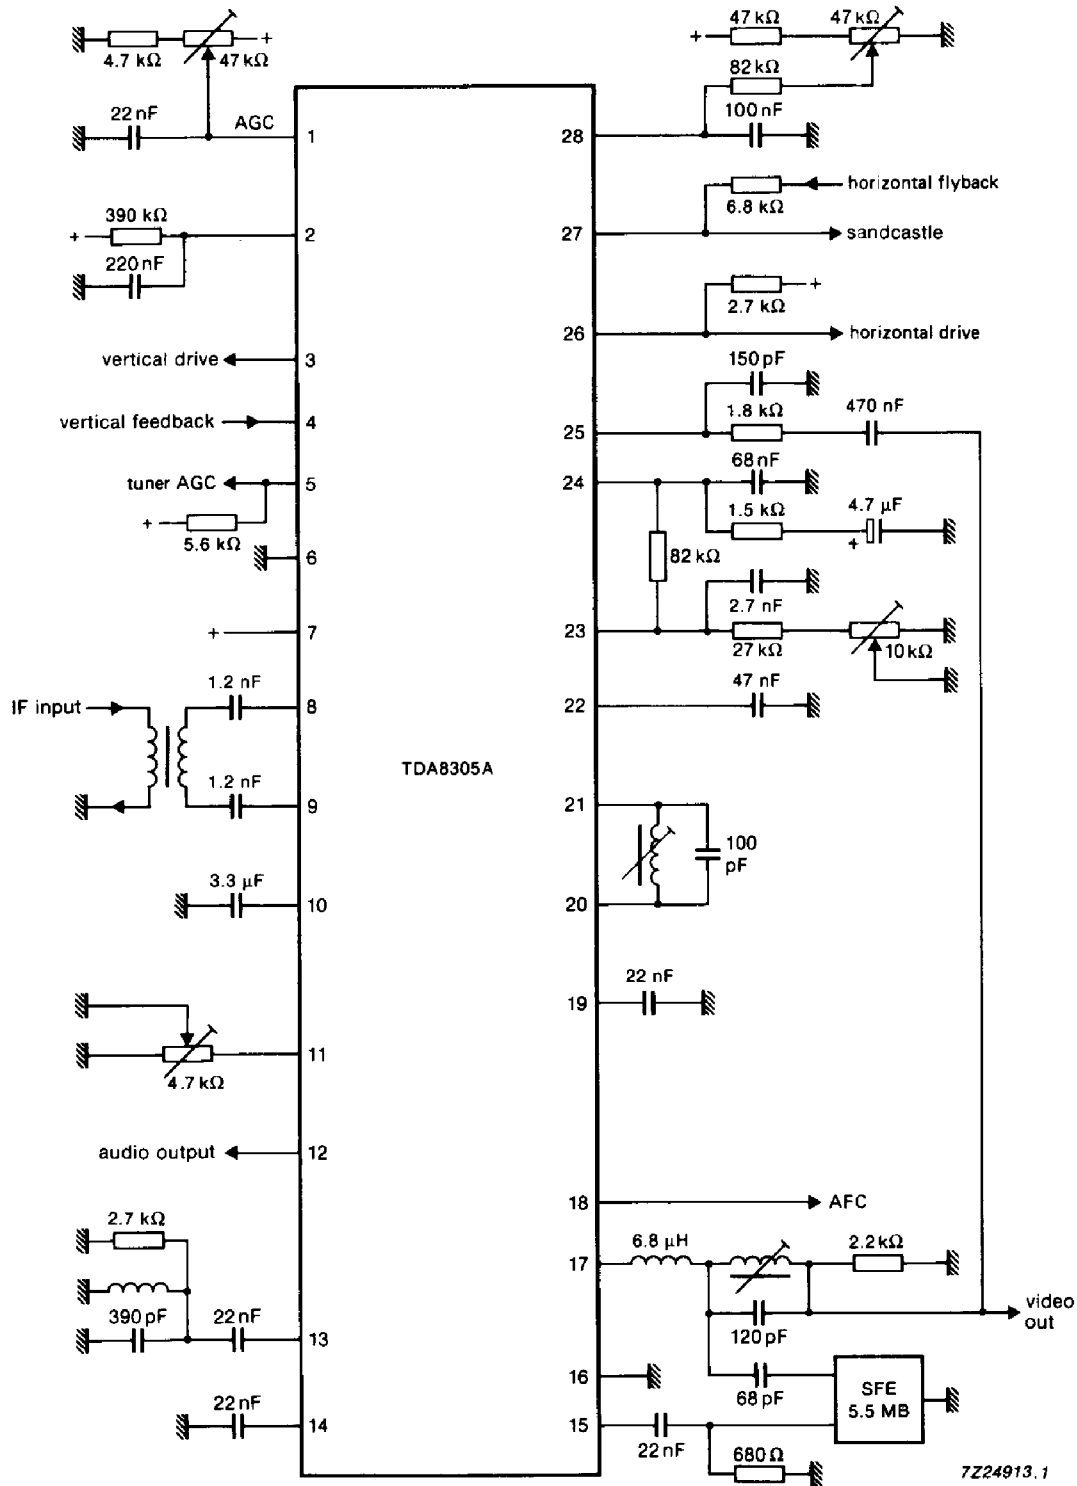 4.7 kΩ
47 kΩ
+
22 nF
AGC
1
390 kΩ
+
2
220 nF
vertical drive
3
vertical feedback
4
tuner AGC
5
+
5.6 kΩ
6
+
7
IF input
1.2 nF
8
1.2 nF
9
3.3 μF
10
11
4.7 kΩ
audio output
12
2.7 kΩ
390 pF
22 nF
13
22 nF
14
TDA8305A
47 kΩ
47 kΩ
+
82 kΩ
100 nF
28
horizontal flyback
6.8 kΩ
27
sandcastle
+
2.7 kΩ
26
horizontal drive
150 pF
1.8 kΩ
470 nF
25
68 nF
24
1.5 kΩ
4.7 μF
+
82 kΩ
2.7 nF
23
27 kΩ
10 kΩ
47 nF
22
21
100
pF
20
22 nF
19
18
AFC
6.8 μH
2.2 kΩ
17
video
out
120 pF
16
68 pF
SFE
5.5 MB
15
22 nF
680 Ω
7Z24913.1